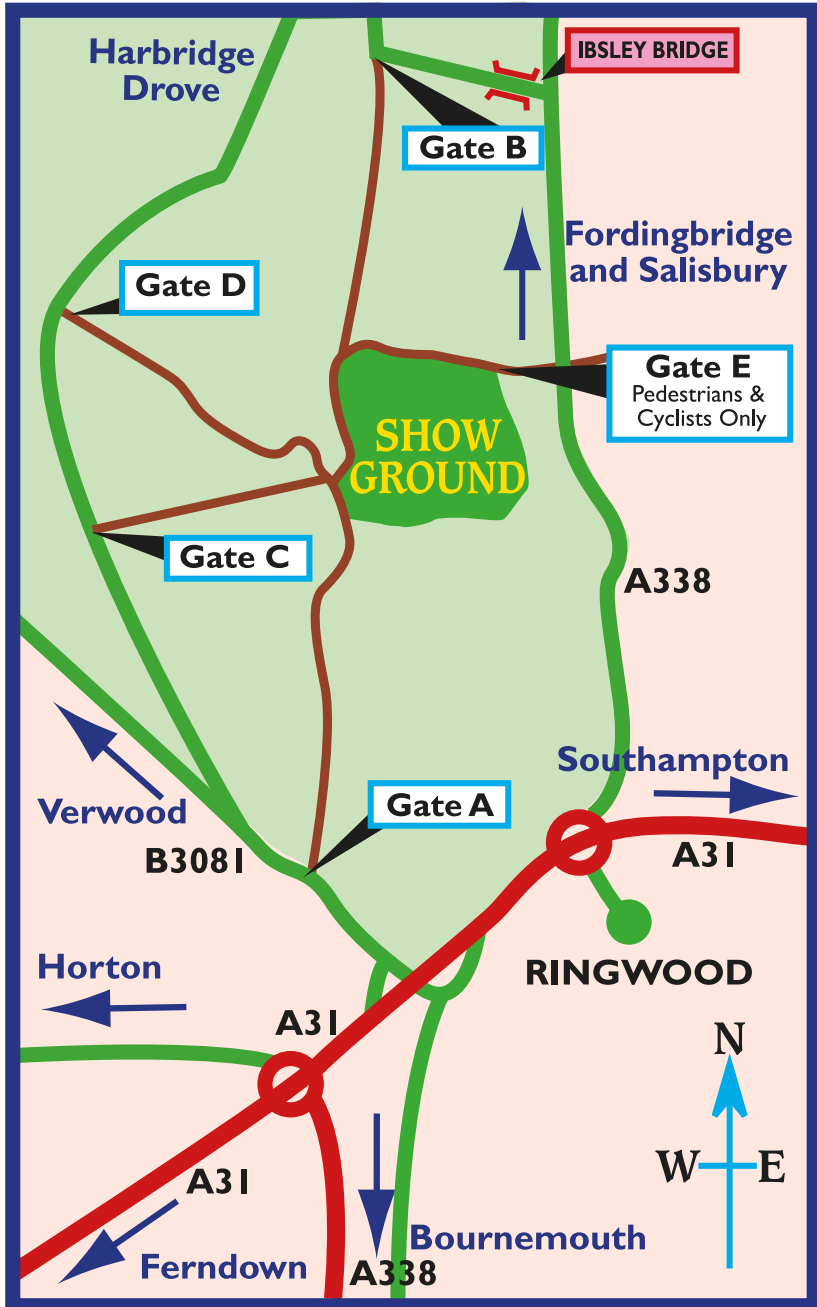 Harbridge
Drove
IBSLEY BRIDGE
Gate B
Fordingbridge
and Salisbury
Gate D
Gate E
Pedestrians &
Cyclists Only
SHOW
GROUND
Gate C
A338
Southampton
Verwood
Gate A
B3081
A31
Horton
RINGWOOD
A31
N
W E
A31
Bournemouth
Ferndown
A338